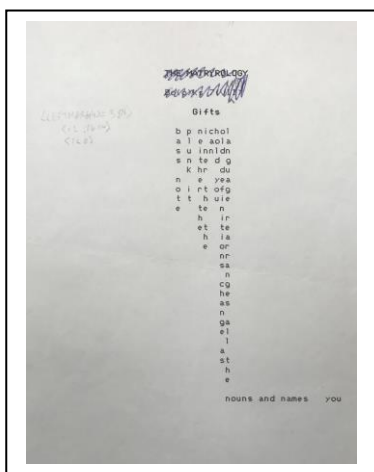 THE MATRYROLOGY
Gifts
b p nichol
a l e aola
s u innldn
s n te d g
k hr du
n e yea
o i rt ofg
t t h uie
e te n
h ir
et te
h ia
e or
nr
sa
n
cg
he
as
n
ga
el
l
a
st
h
e
nouns and names you